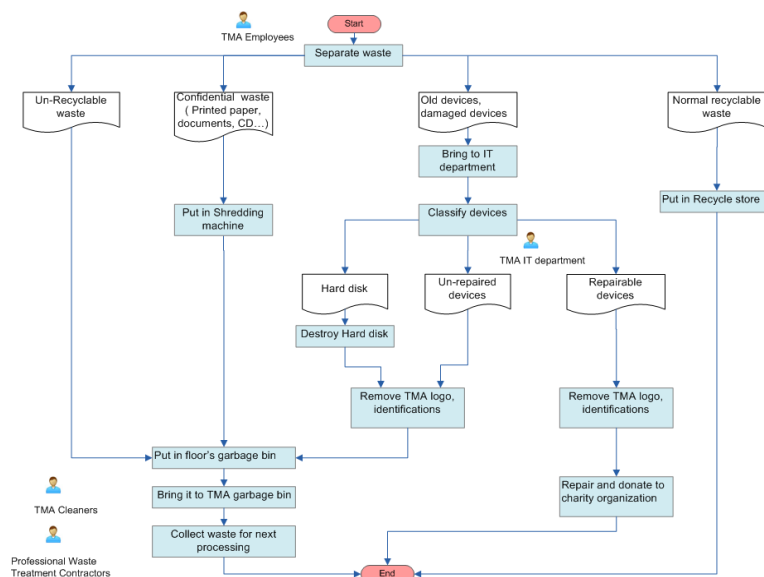 Start
TMA Employees
Separate waste
Un-Recyclable
waste
Confidential waste
( Printed paper,
documents, CD…)
Old devices,
damaged devices
Normal recyclable
waste
Bring to IT
department
Put in Shredding
machine
Classify devices
Put in Recycle store
TMA IT department
Hard disk
Un-repaired
devices
Repairable
devices
Destroy Hard disk
Remove TMA logo,
identifications
Remove TMA logo,
identifications
Put in floor's garbage bin
Bring it to TMA garbage bin
Repair and donate to
charity organization
TMA Cleaners
Collect waste for next
processing
Professional Waste
Treatment Contractors
End